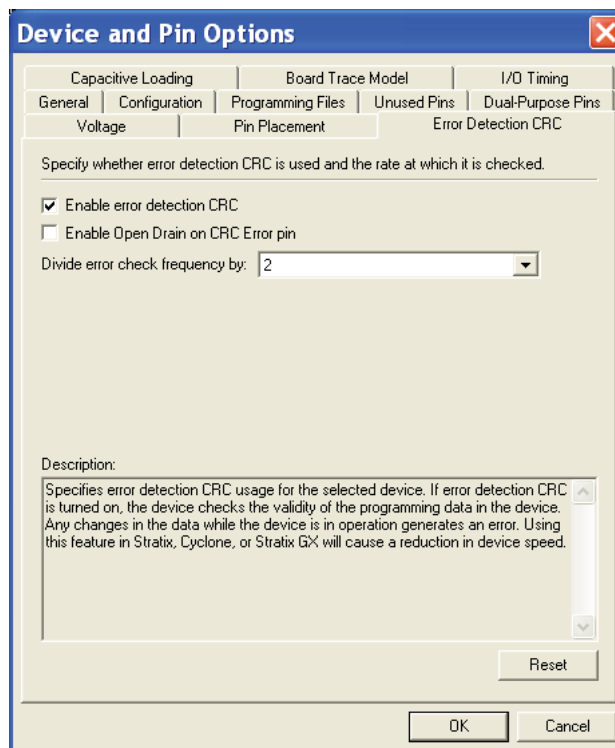 Device and Pin Options
Capacitive Loading Board Trace Model I/O Timing
General Configuration Programming Files Unused Pins Dual-Purpose Pins
Voltage Pin Placement Error Detection CRC
Specify whether error detection CRC is used and the rate at which it is checked.
Enable error detection CRC
Enable Open Drain on CRC Error pin
Divide error check frequency by: 2
Description:
Specifies error detection CRC usage for the selected device. If error detection CRC
is turned on, the device checks the validity of the programming data in the device.
Any changes in the data while the device is in operation generates an error. Using
this feature in Stratix, Cyclone, or Stratix GX will cause a reduction in device speed.
Reset
OK Cancel